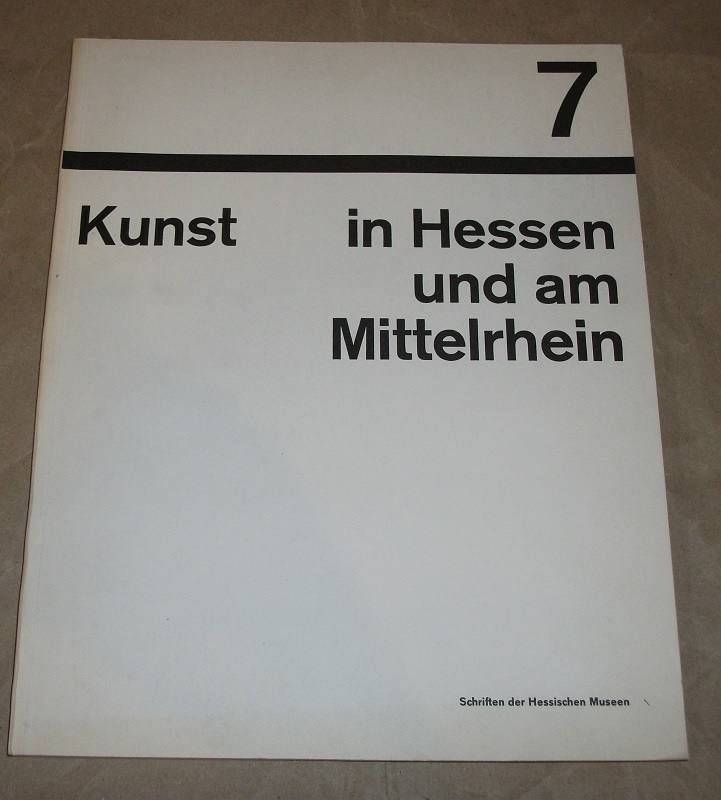 7
Kunst in Hessen
und am
Mittelrhein
Schriften der Hessischen Museen